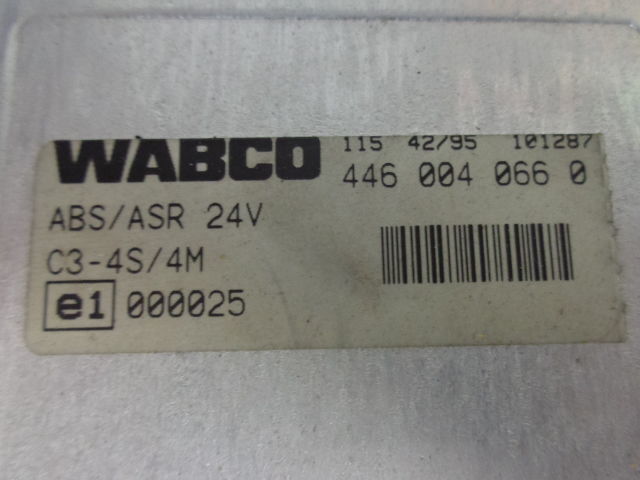 WABCO 115 42/95 101287
446 004 066 0
ABS/ASR 24V
C3-4S/4M
e1 000025